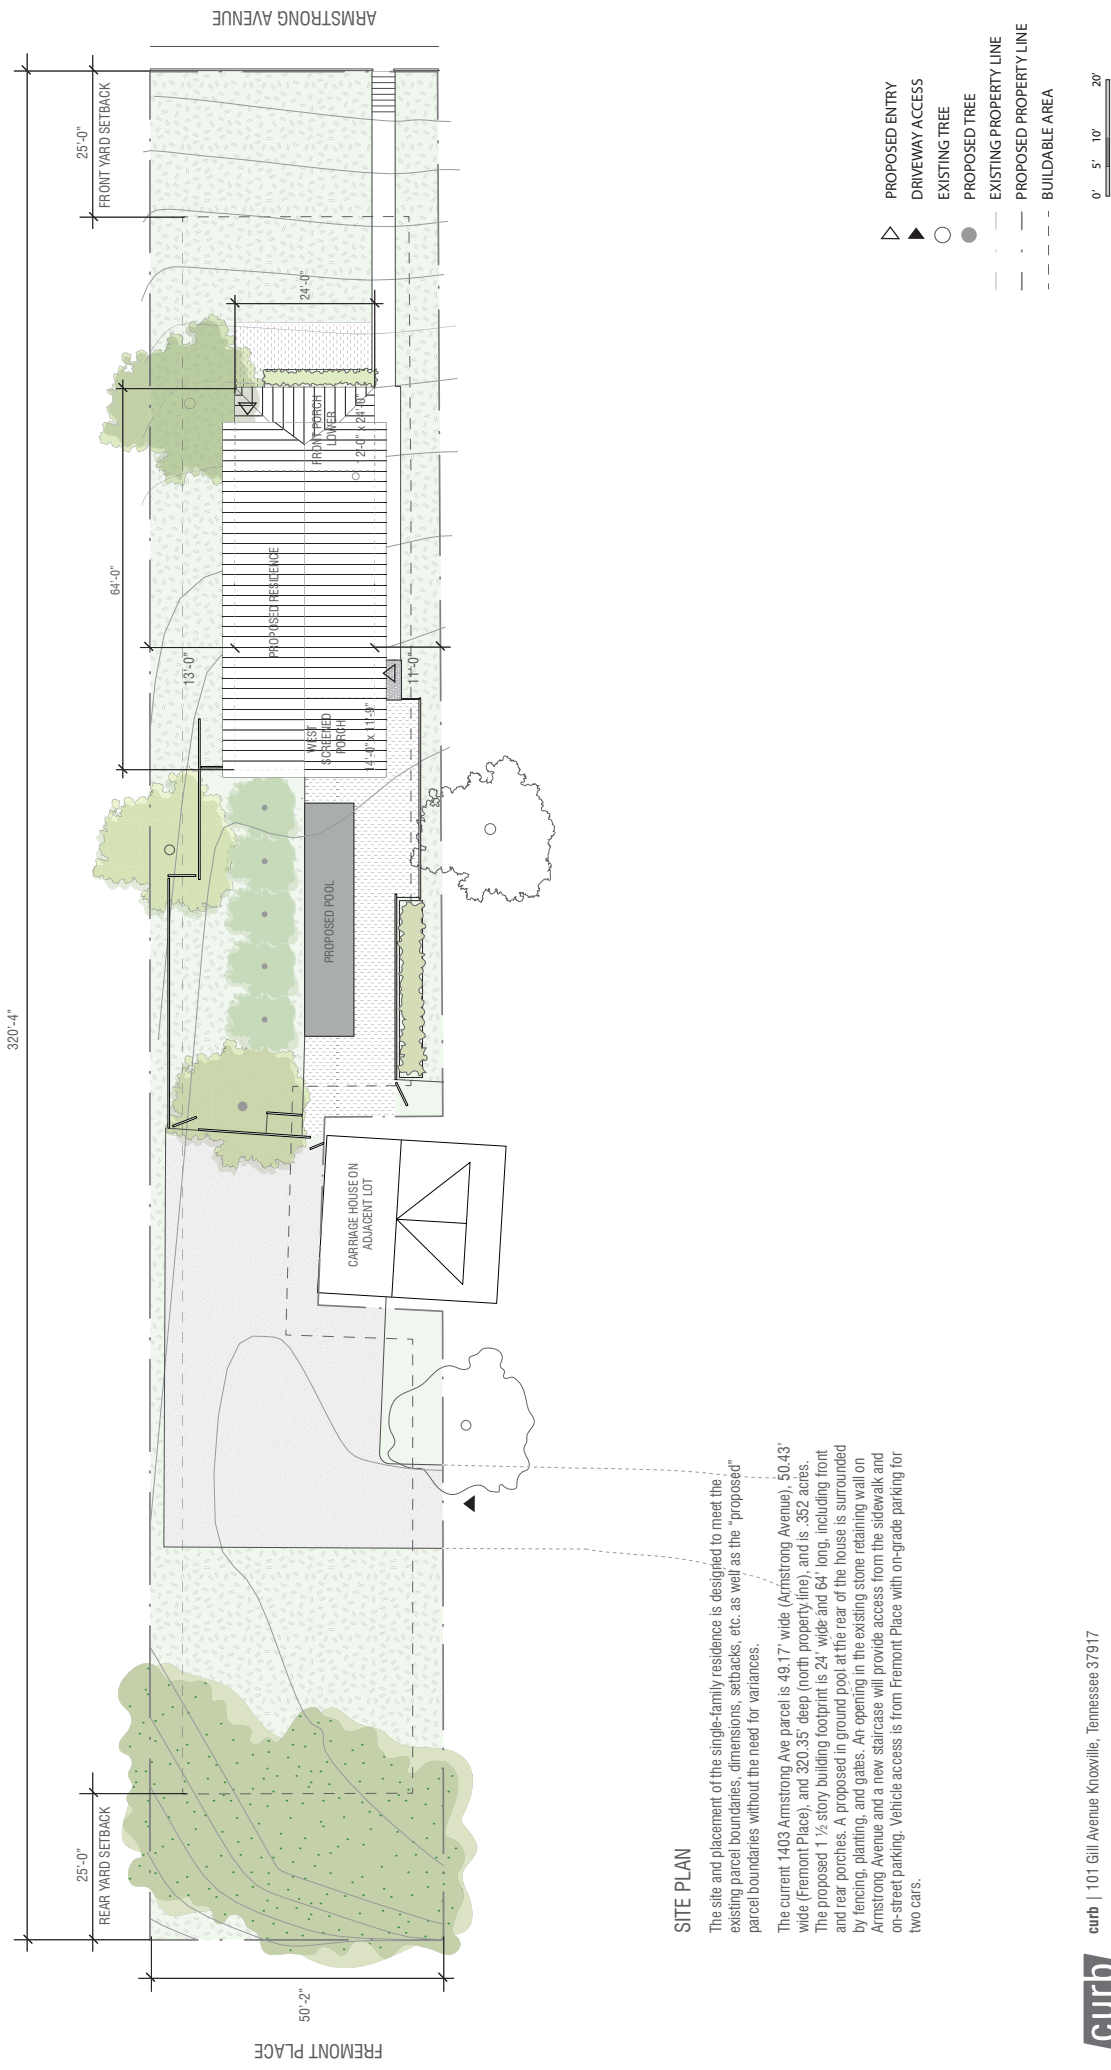 ARMSTRONG AVENUE
FREMONT PLACE
320'-4"
25'-0"
REAR YARD SETBACK
25'-0"
FRONT YARD SETBACK
64'-0"
50'-2"
13'-0"
11'-0"
24'-0"
PROPOSED RESIDENCE
FRONT PORCH
LOWER
12'-0" x 24'-0"
WEST
SCREENED
PORCH
14'-0" x 11'-9"
PROPOSED POOL
CARRIAGE HOUSE ON
ADJACENT LOT
SITE PLAN
The site and placement of the single-family residence is designed to meet the
existing parcel boundaries, dimensions, setbacks, etc. as well as the “proposed”
parcel boundaries without the need for variances.
The current 1403 Armstrong Ave parcel is 49.17’ wide (Armstrong Avenue), 50.43’
wide (Fremont Place), and 320.35’ deep (north property line), and is .352 acres.
The proposed 1 ½ story building footprint is 24’ wide and 64’ long, including front
and rear porches. A proposed in ground pool at the rear of the house is surrounded
by fencing, planting, and gates. An opening in the existing stone retaining wall on
Armstrong Avenue and a new staircase will provide access from the sidewalk and
on-street parking. Vehicle access is from Fremont Place with on-grade parking for
two cars.
PROPOSED ENTRY
DRIVEWAY ACCESS
EXISTING TREE
PROPOSED TREE
EXISTING PROPERTY LINE
PROPOSED PROPERTY LINE
BUILDABLE AREA
0' 5' 10' 20'
curb
curb | 1011 Gill Avenue Knoxville, Tennessee 37917